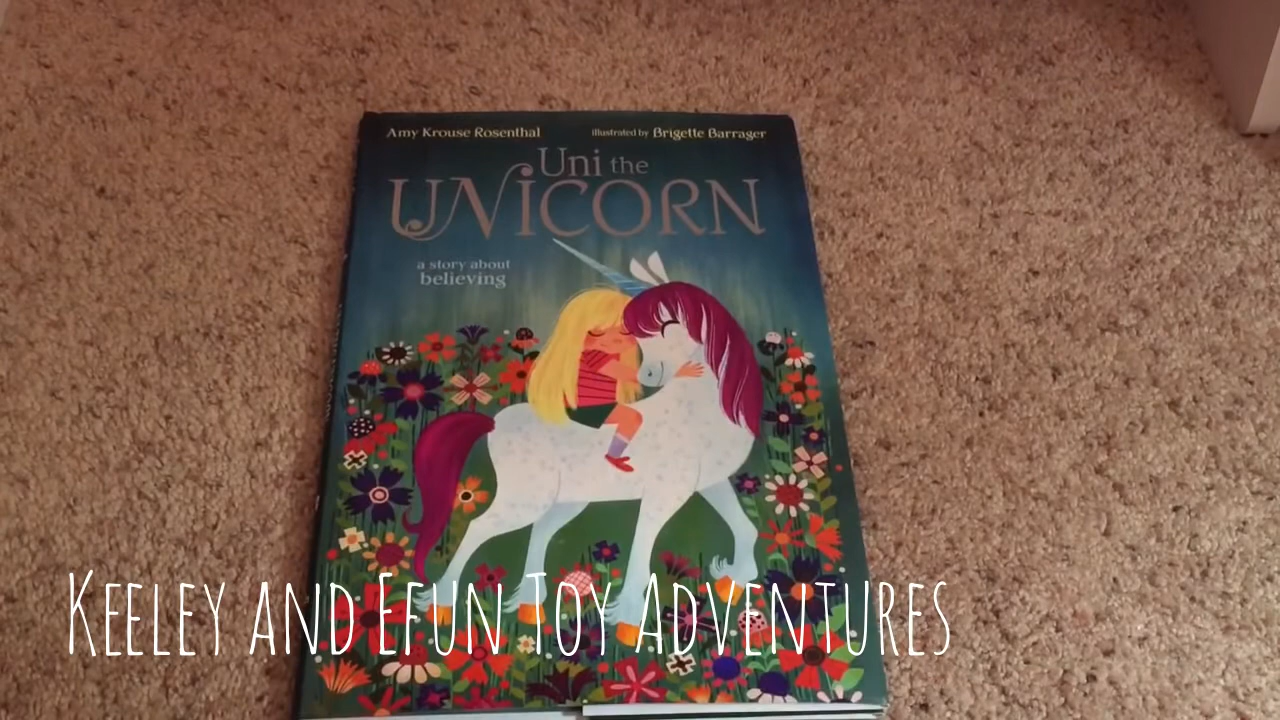 Amy Krouse Rosenthal illustrated by Brigette Barrager
Uni the
UNICORN
a story about
believing
Keeley and Efun Toy Adventures